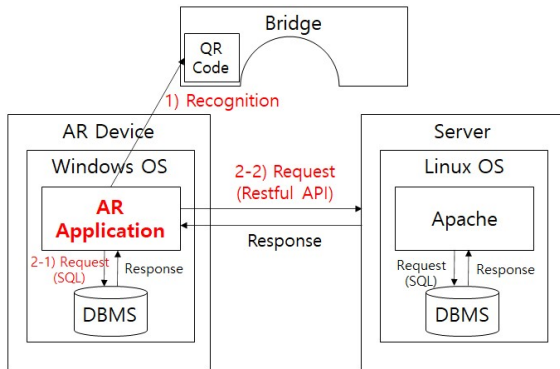 Bridge
QR
Code
1) Recognition
AR Device
Server
Windows OS
2-2) Request
(Restful API)
Linux OS
AR
Application
Apache
Response
2-1) Request
(SQL)
Response
Request
(SQL)
Response
DBMS
DBMS